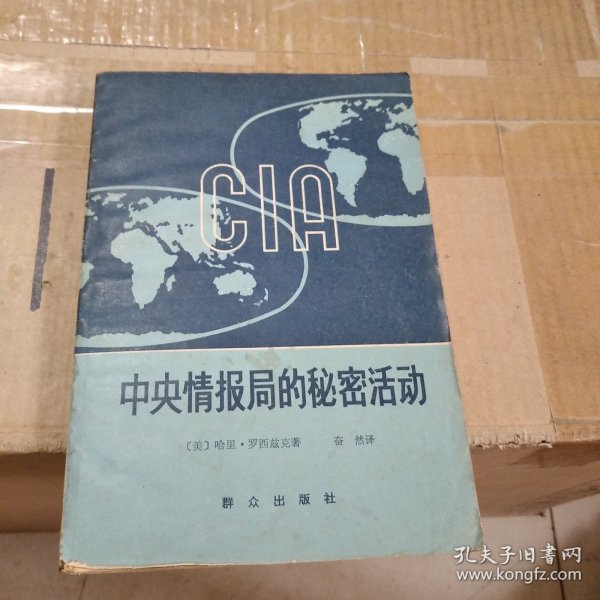 CIA
中央情报局的秘密活动
〔美〕哈里·罗西兹克著 奋然译
群众出版社
孔夫子旧书网
www.kongfz.com